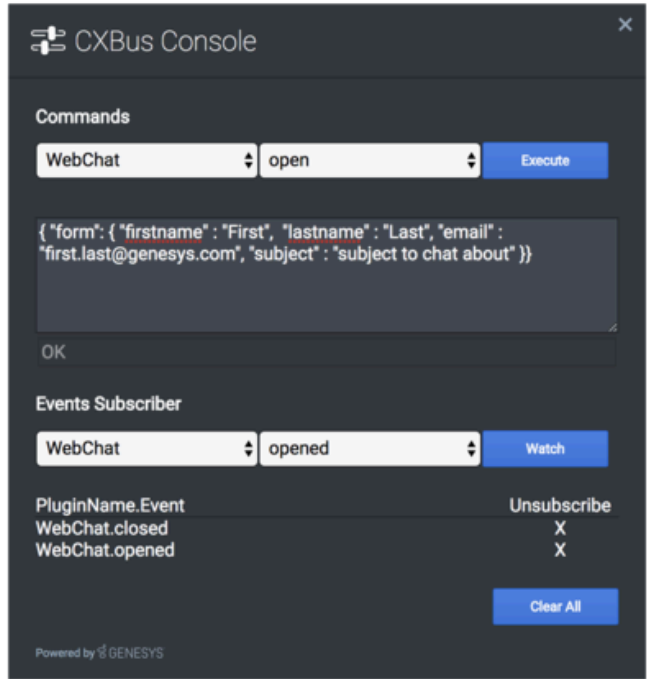 CXBus Console
Commands
WebChat open Execute
{ "form": { "firstname" : "First",  "lastname" : "Last", "email" :
"first.last@genesys.com", "subject" : "subject to chat about" }}
OK
Events Subscriber
WebChat opened Watch
PluginName.Event Unsubscribe
WebChat.closed X
WebChat.opened X
Clear All
Powered by GENESYS